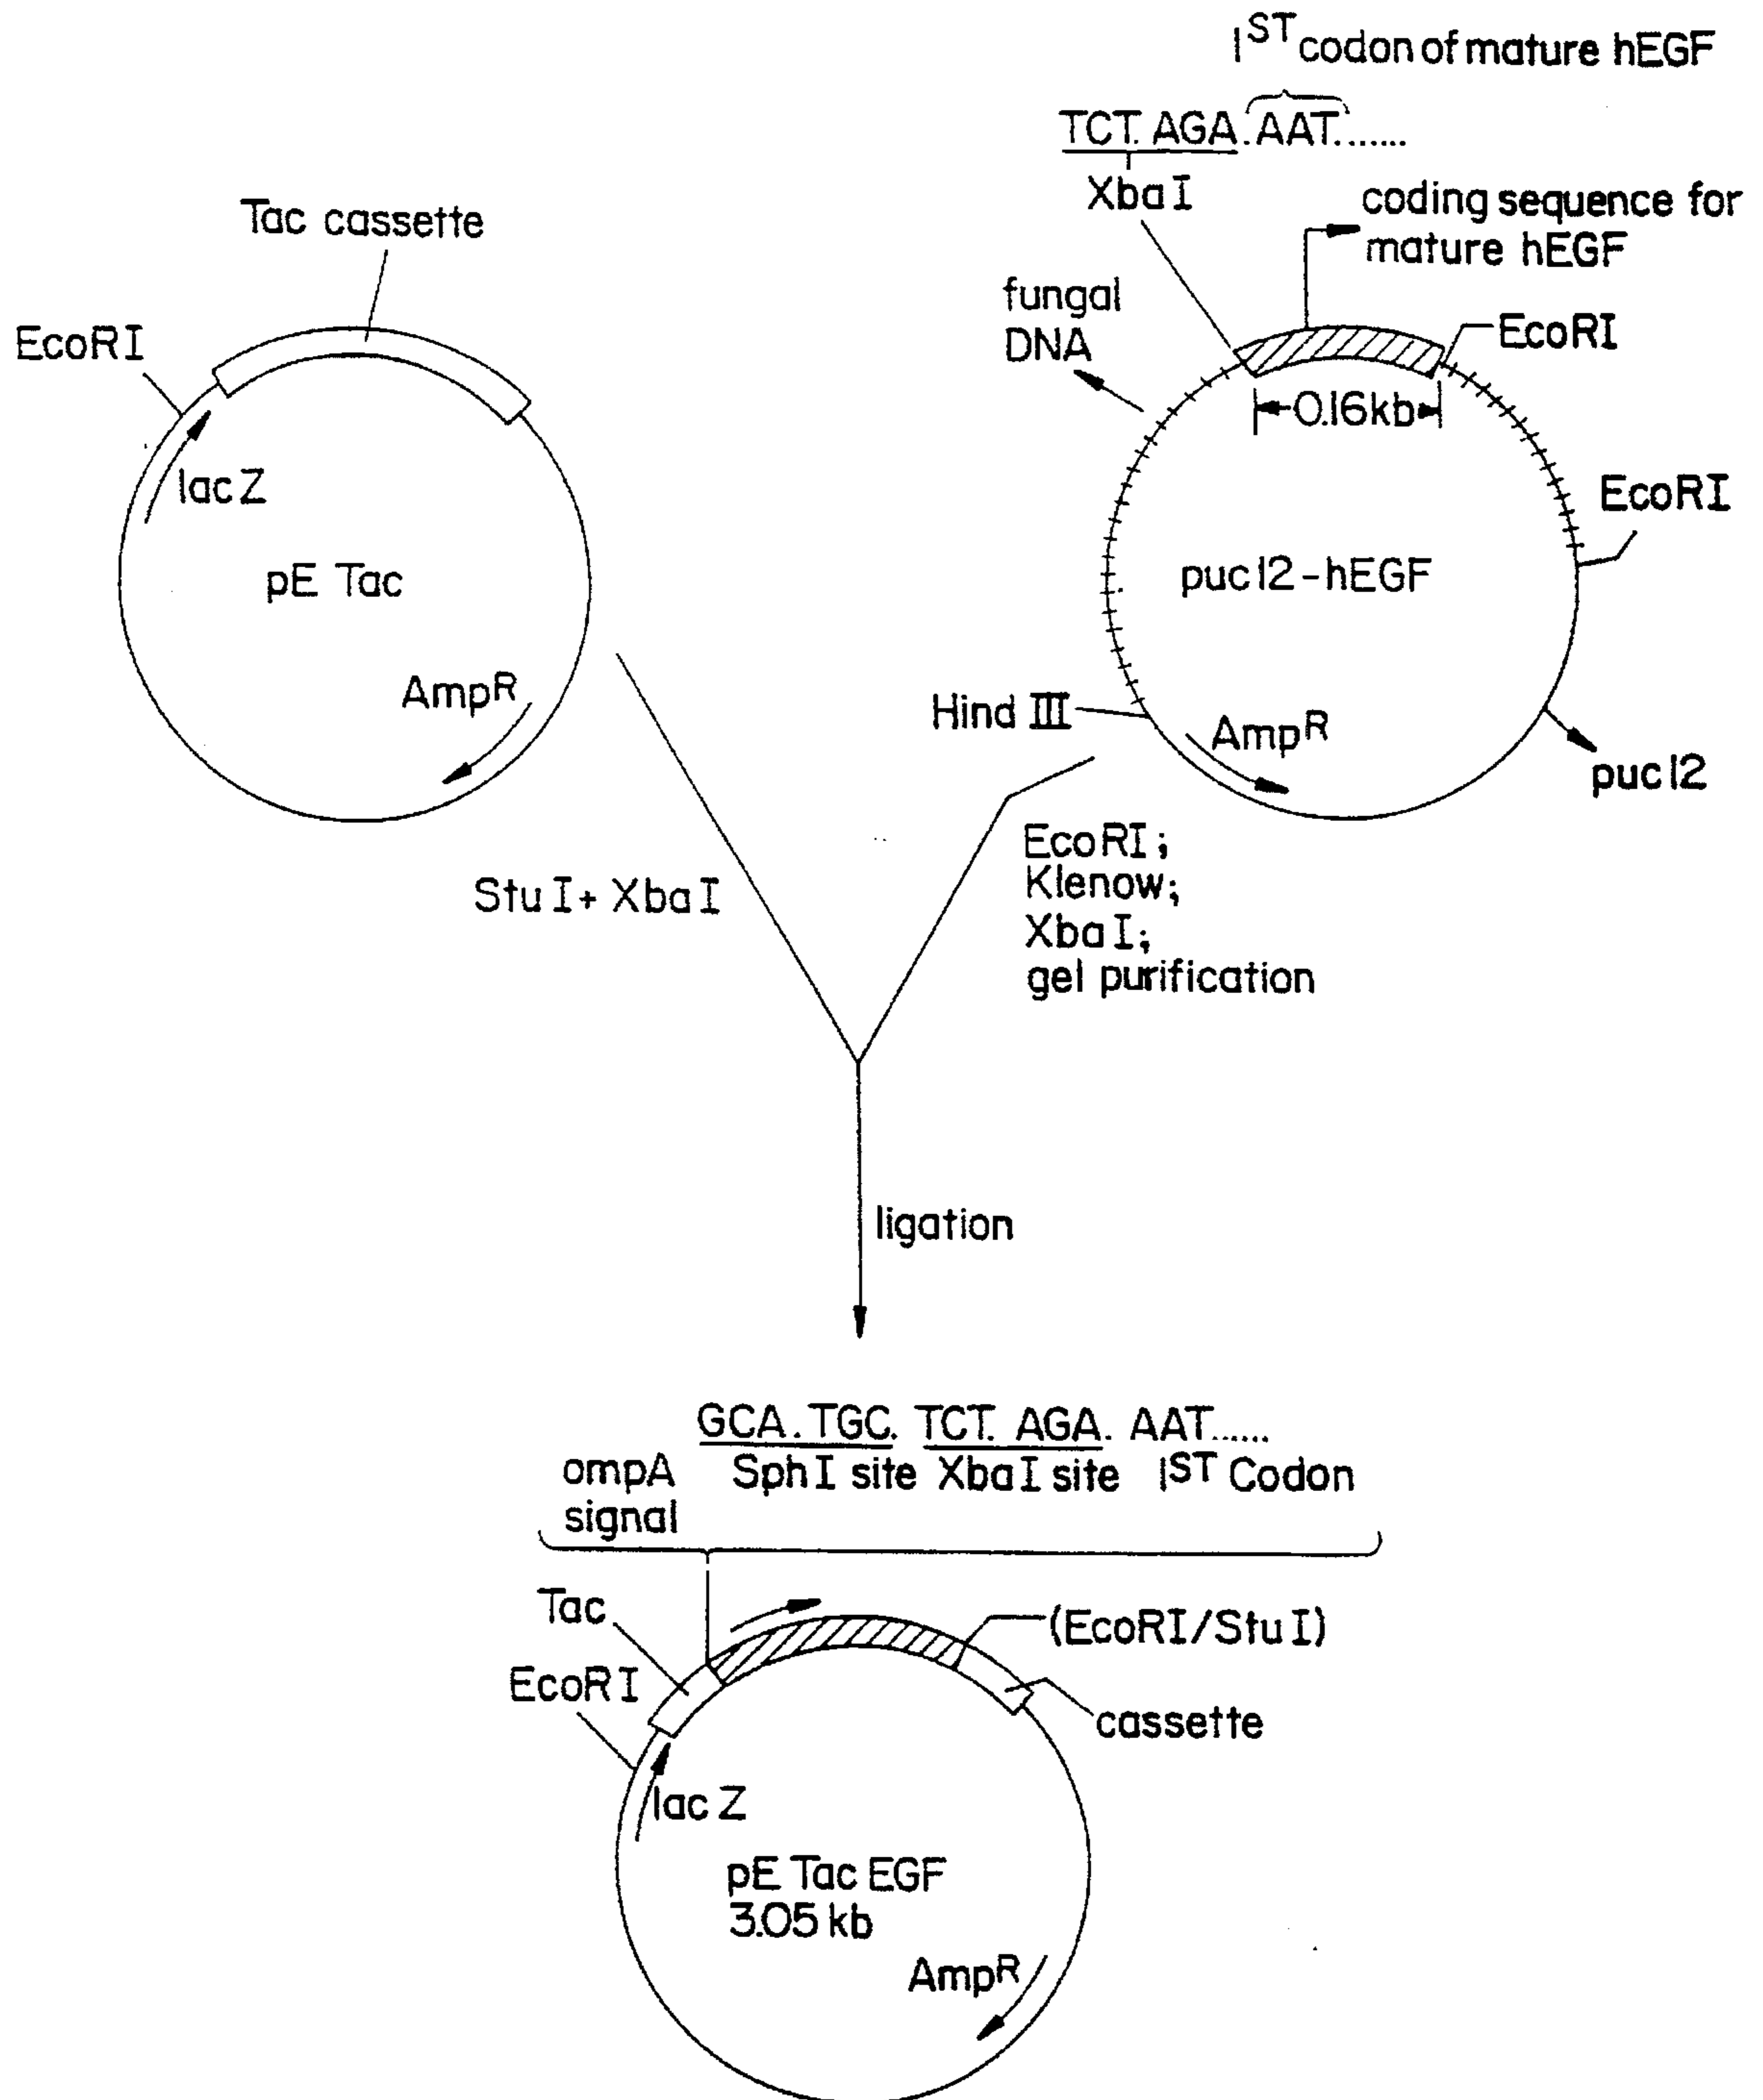 1ST codon of mature hEGF
TCT. AGA. AAT.......
XbaI
coding sequence for
mature hEGF
Tac cassette
fungal
DNA
EcoRI
EcoRI
0.16kb
lacZ
EcoRI
pE Tac
puc12-hEGF
AmpR
Hind III
AmpR
puc12
EcoRI;
Klenow;
XbaI;
gel purification
StuI+ XbaI
ligation
GCA. TGC. TCT. AGA. AAT......
SphI site XbaI site 1ST Codon
ompA
signal
Tac
(EcoRI/StuI)
EcoRI
cassette
lacZ
pE Tac EGF
3.05 kb
AmpR